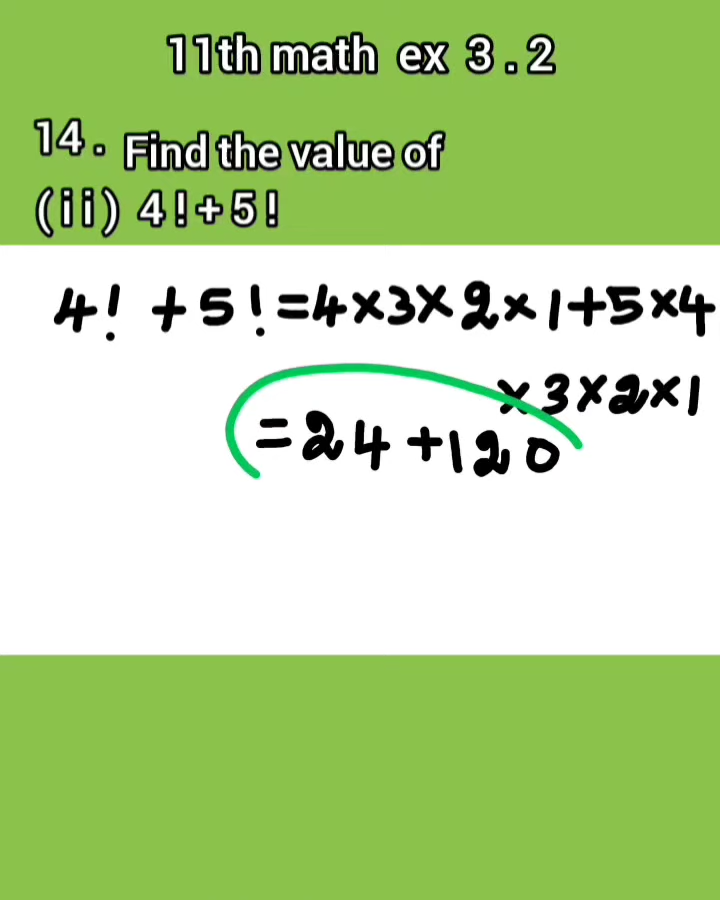 11th math ex 3.2
14. Find the value of
(ii) 4!+5!
4! +5!=4×3×2×1+5×4
×3×2×1
=24+120